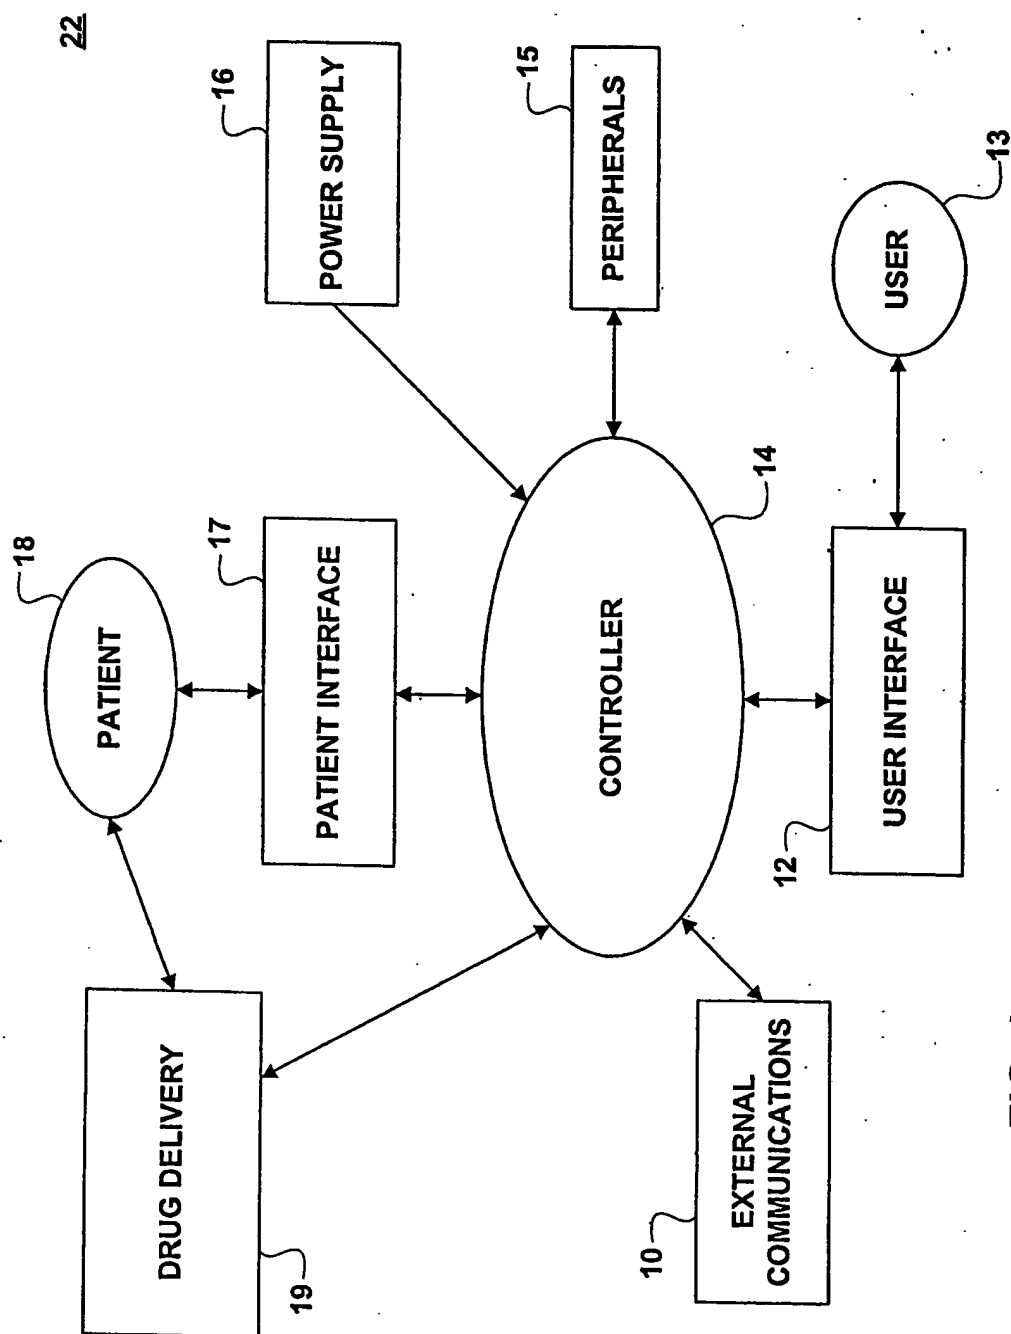 18
22
PATIENT
DRUG DELIVERY
17
16
19
PATIENT INTERFACE
POWER SUPPLY
15
CONTROLLER
PERIPHERALS
10
EXTERNAL
COMMUNICATIONS
14
12
USER INTERFACE
USER
13